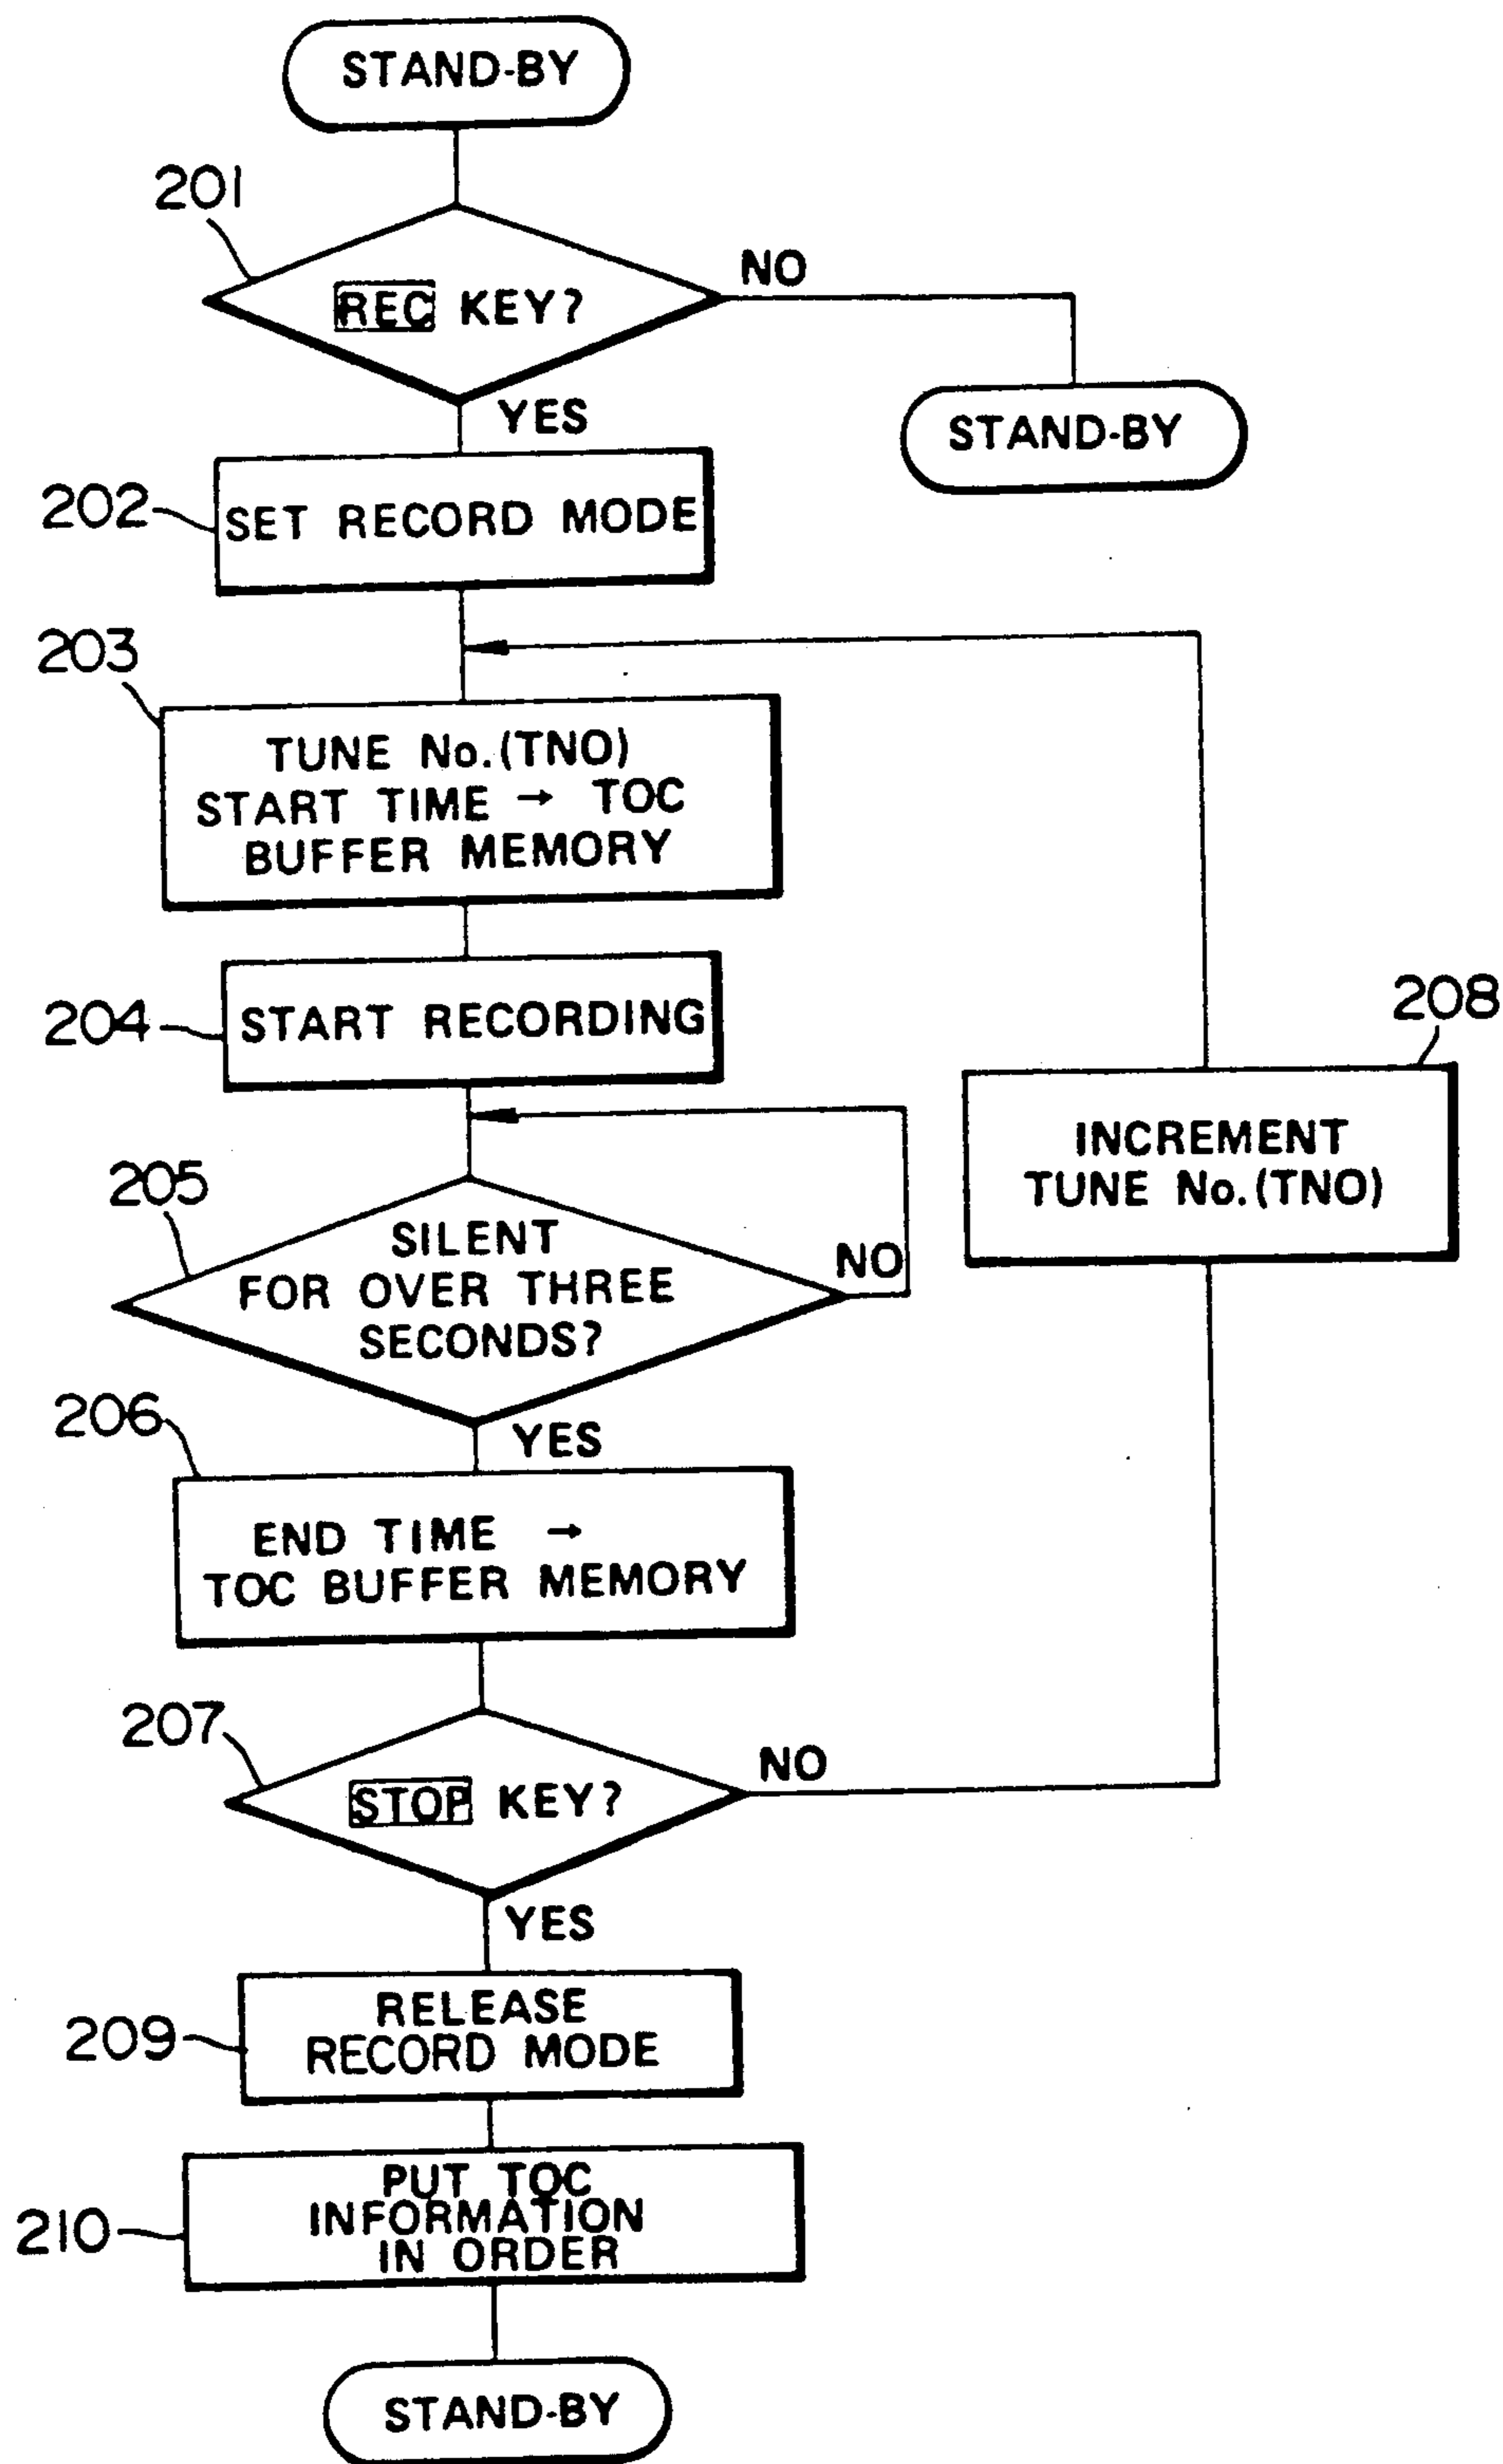 STAND-BY
201
REC KEY?
NO
YES
STAND-BY
202
SET RECORD MODE
203
TUNE No.(TNO)
START TIME → TOC
BUFFER MEMORY
204
START RECORDING
208
INCREMENT
TUNE No.(TNO)
205
SILENT
FOR OVER THREE
SECONDS?
NO
YES
206
END TIME →
TOC BUFFER MEMORY
207
STOP KEY?
NO
YES
209
RELEASE
RECORD MODE
210
PUT TOC
INFORMATION
IN ORDER
STAND-BY